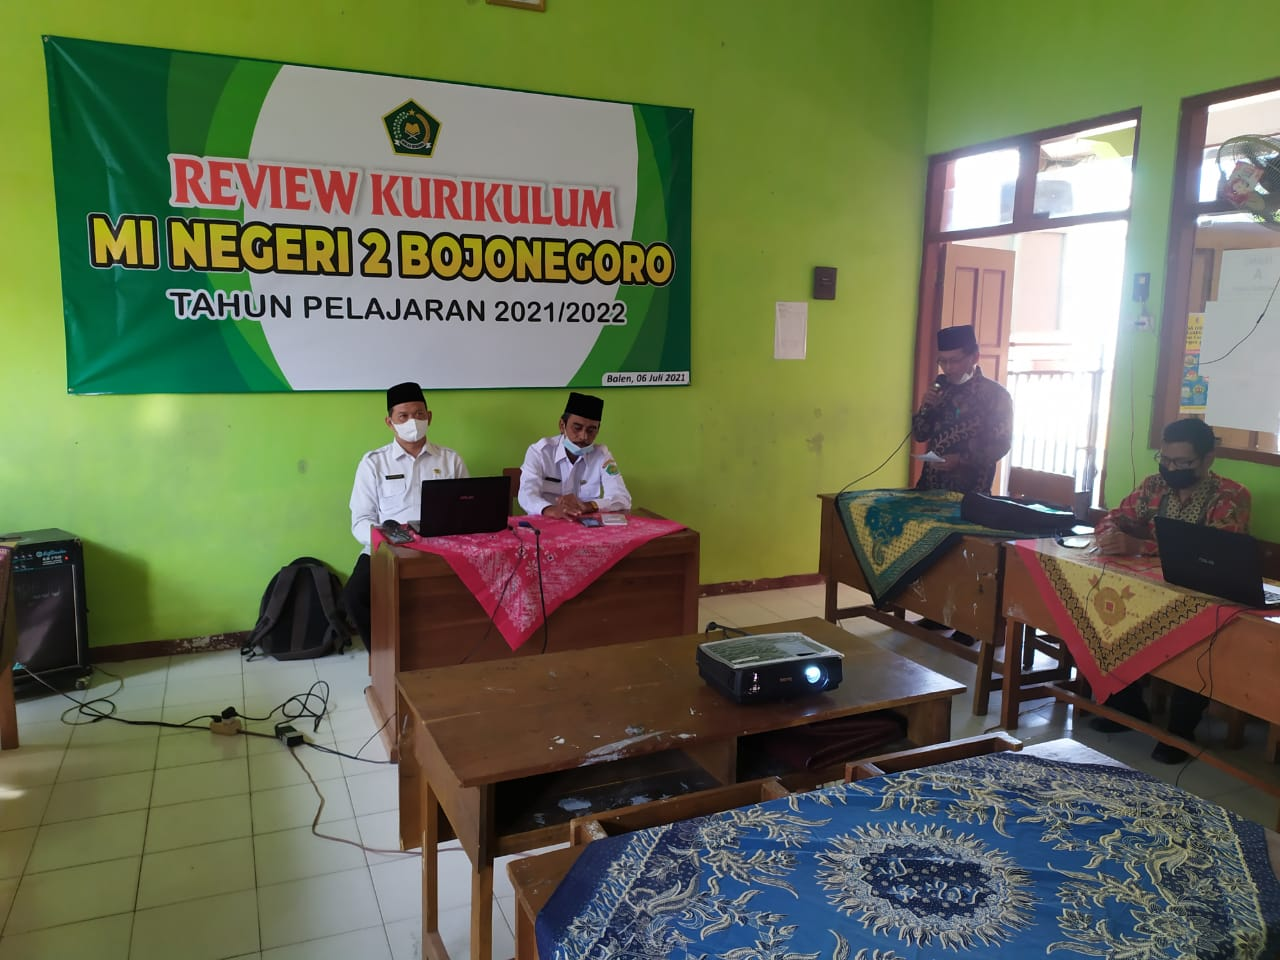 REVIEW KURIKULUM
MI NEGERI 2 BOJONEGORO
TAHUN PELAJARAN 2021/2022
Balen, 06 Juli 2021